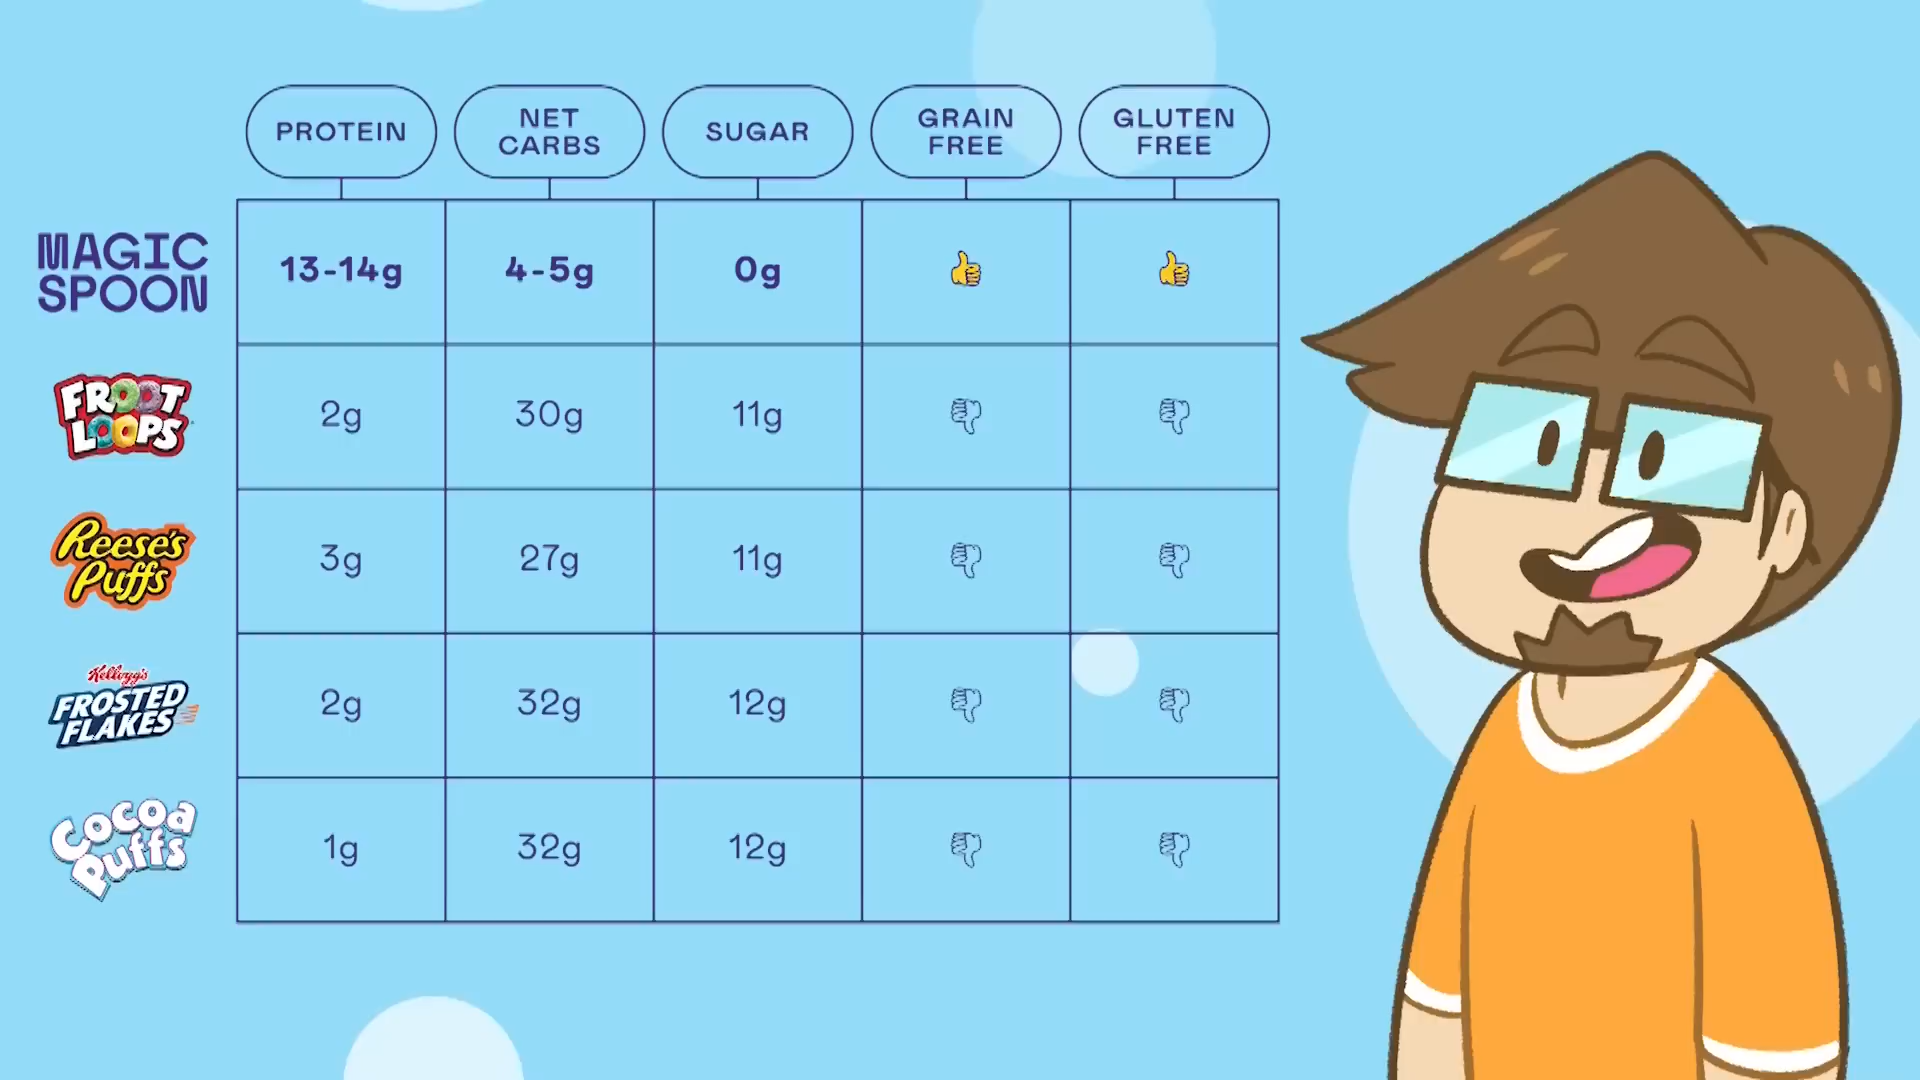 PROTEIN
NET
CARBS
SUGAR
GRAIN
FREE
GLUTEN
FREE
MAGIC
SPOON
13-14g
4-5g
0g
FROOT
LOOPS
2g
30g
11g
Reese's
Puffs
3g
27g
11g
Kellogg's
FROSTED
FLAKES
2g
32g
12g
Cocoa
Puffs
1g
32g
12g